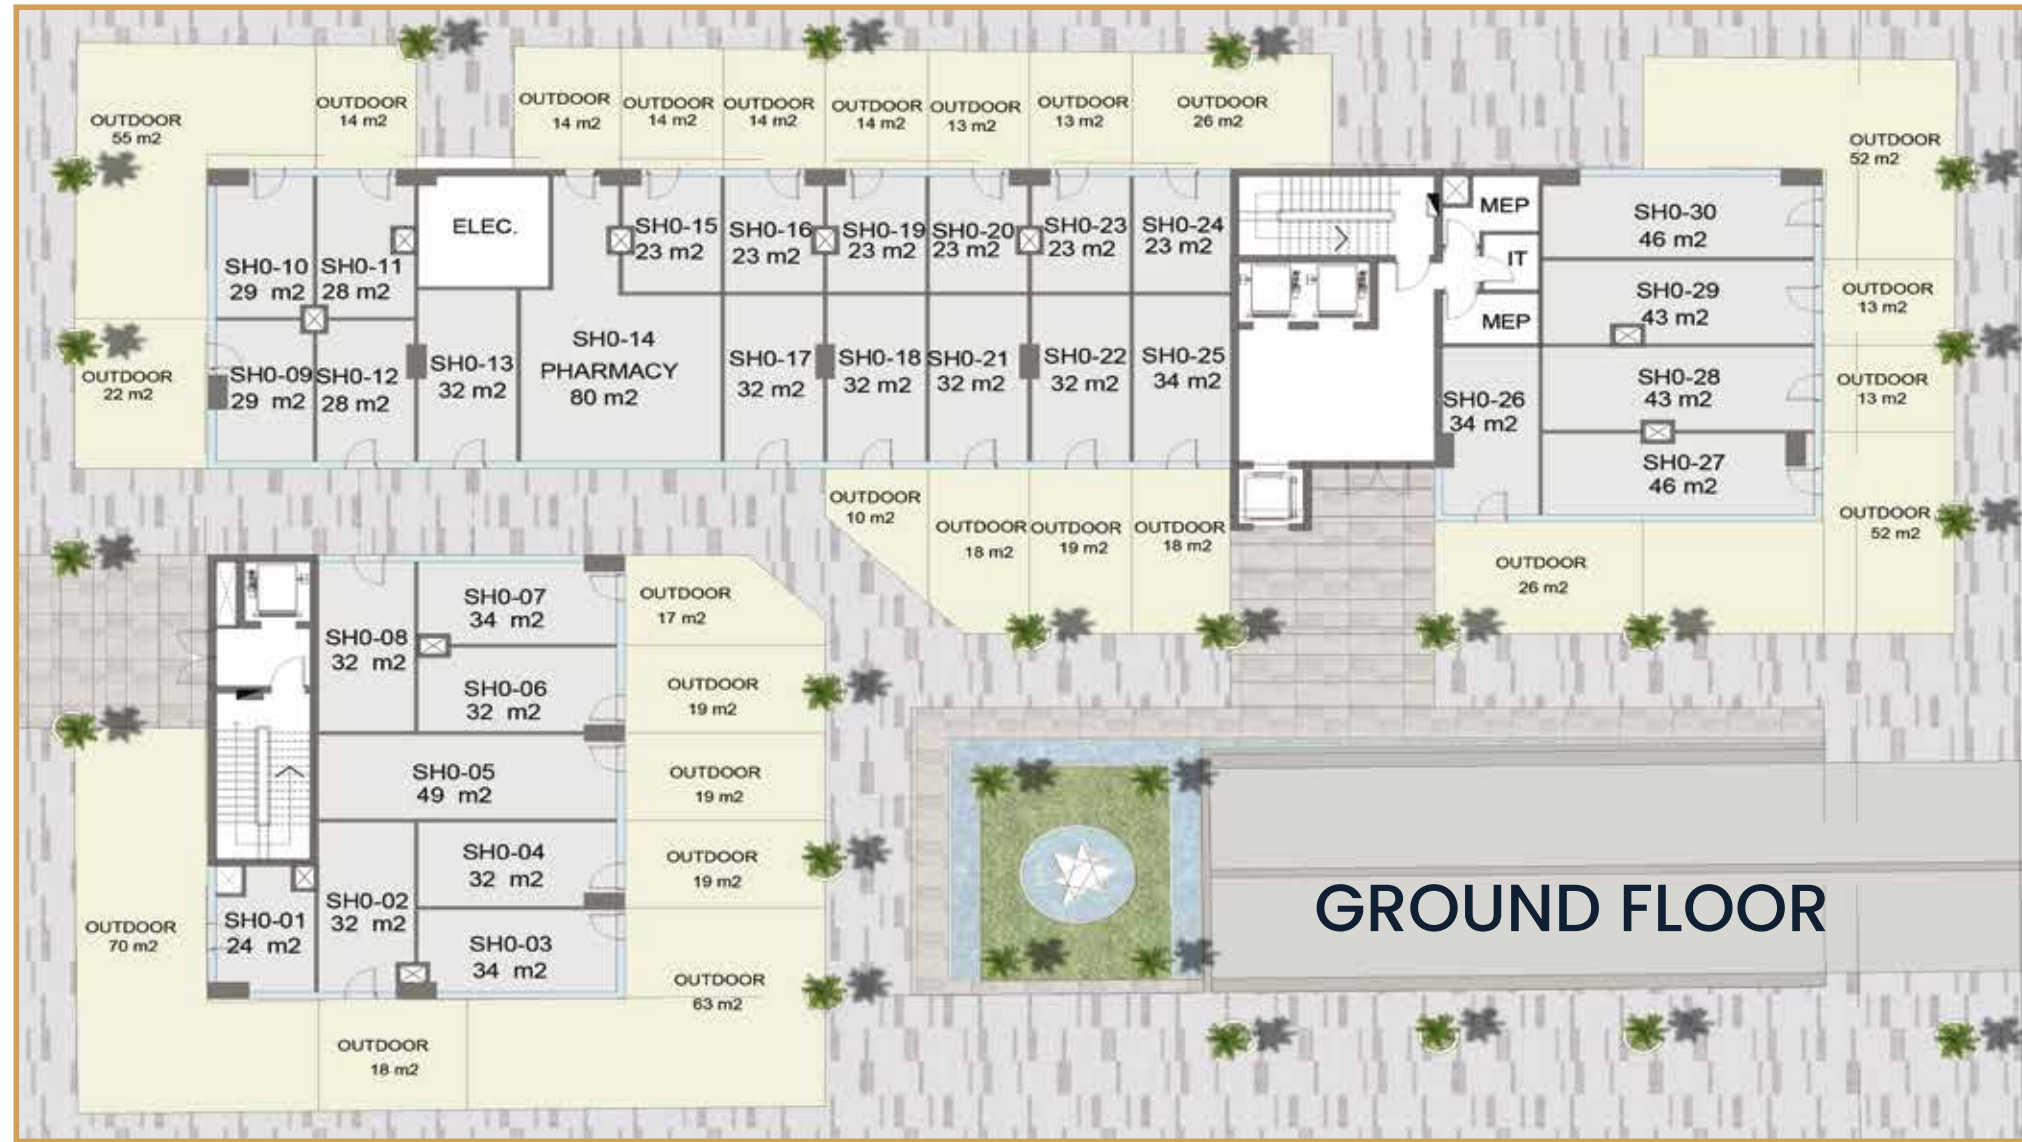 OUTDOOR
55 m2
OUTDOOR
14 m2
OUTDOOR
14 m2
OUTDOOR
14 m2
OUTDOOR
14 m2
OUTDOOR
14 m2
OUTDOOR
13 m2
OUTDOOR
13 m2
OUTDOOR
26 m2
OUTDOOR
52 m2
SH0-10
29 m2
SH0-11
28 m2
ELEC.
SH0-15
23 m2
SH0-16
23 m2
SH0-19
23 m2
SH0-20
23 m2
SH0-23
23 m2
SH0-24
23 m2
MEP
IT
MEP
SH0-30
46 m2
SH0-29
43 m2
OUTDOOR
13 m2
OUTDOOR
22 m2
SH0-09
29 m2
SH0-12
28 m2
SH0-13
32 m2
SH0-14
PHARMACY
80 m2
SH0-17
32 m2
SH0-18
32 m2
SH0-21
32 m2
SH0-22
32 m2
SH0-25
34 m2
SH0-26
34 m2
SH0-28
43 m2
OUTDOOR
13 m2
SH0-27
46 m2
OUTDOOR
52 m2
OUTDOOR
10 m2
OUTDOOR
18 m2
OUTDOOR
19 m2
OUTDOOR
18 m2
OUTDOOR
26 m2
SH0-08
32 m2
SH0-07
34 m2
OUTDOOR
17 m2
SH0-06
32 m2
OUTDOOR
19 m2
SH0-05
49 m2
OUTDOOR
19 m2
SH0-04
32 m2
OUTDOOR
19 m2
OUTDOOR
70 m2
SH0-01
24 m2
SH0-02
32 m2
SH0-03
34 m2
OUTDOOR
63 m2
OUTDOOR
18 m2
GROUND FLOOR